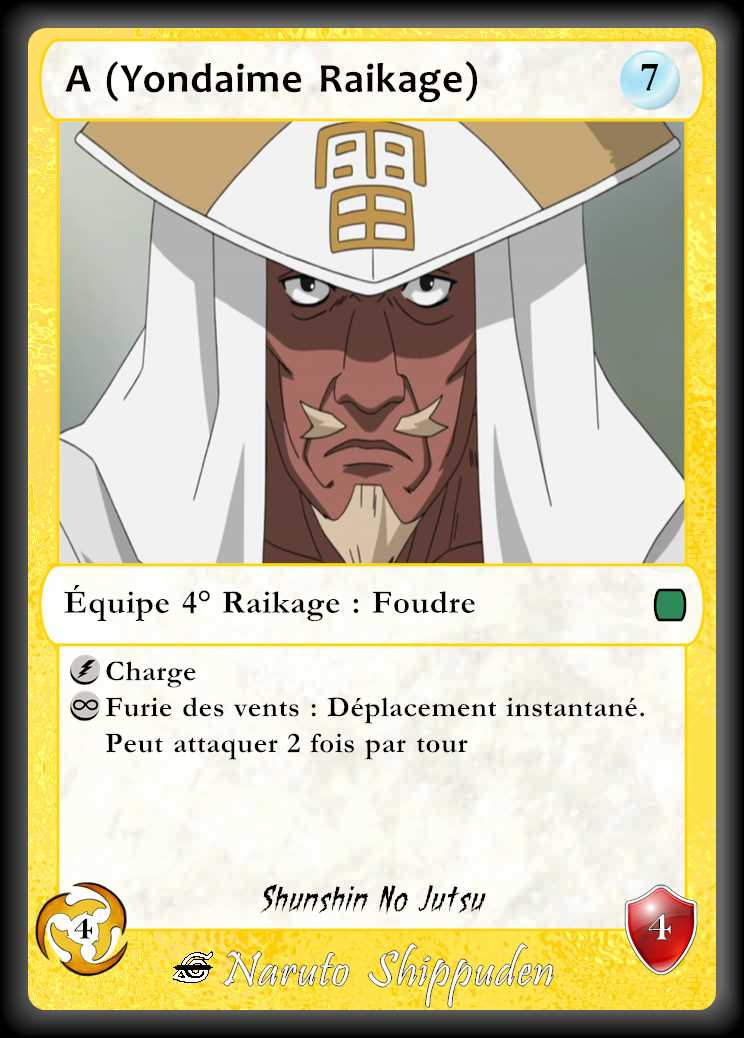 A (Yondaime Raikage)
7
雷
Équipe 4° Raikage : Foudre
Charge
Furie des vents : Déplacement instantané.
Peut attaquer 2 fois par tour
Shunshin No Jutsu
4
4
Naruto Shippuden